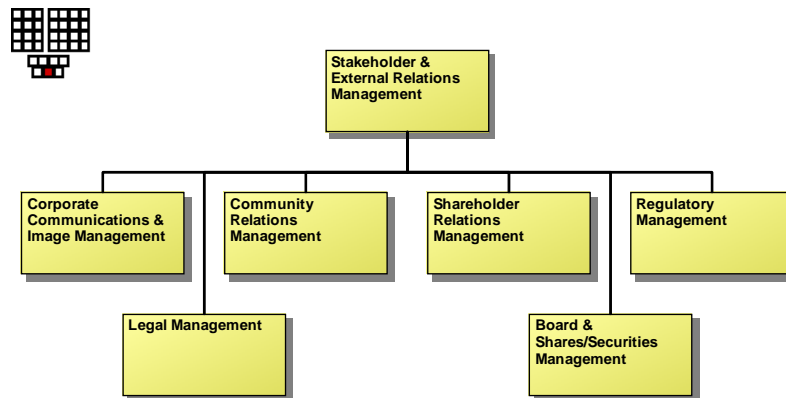 Stakeholder &
External Relations
Management
Corporate
Communications &
Image Management
Community
Relations
Management
Shareholder
Relations
Management
Regulatory
Management
Legal Management
Board &
Shares/Securities
Management